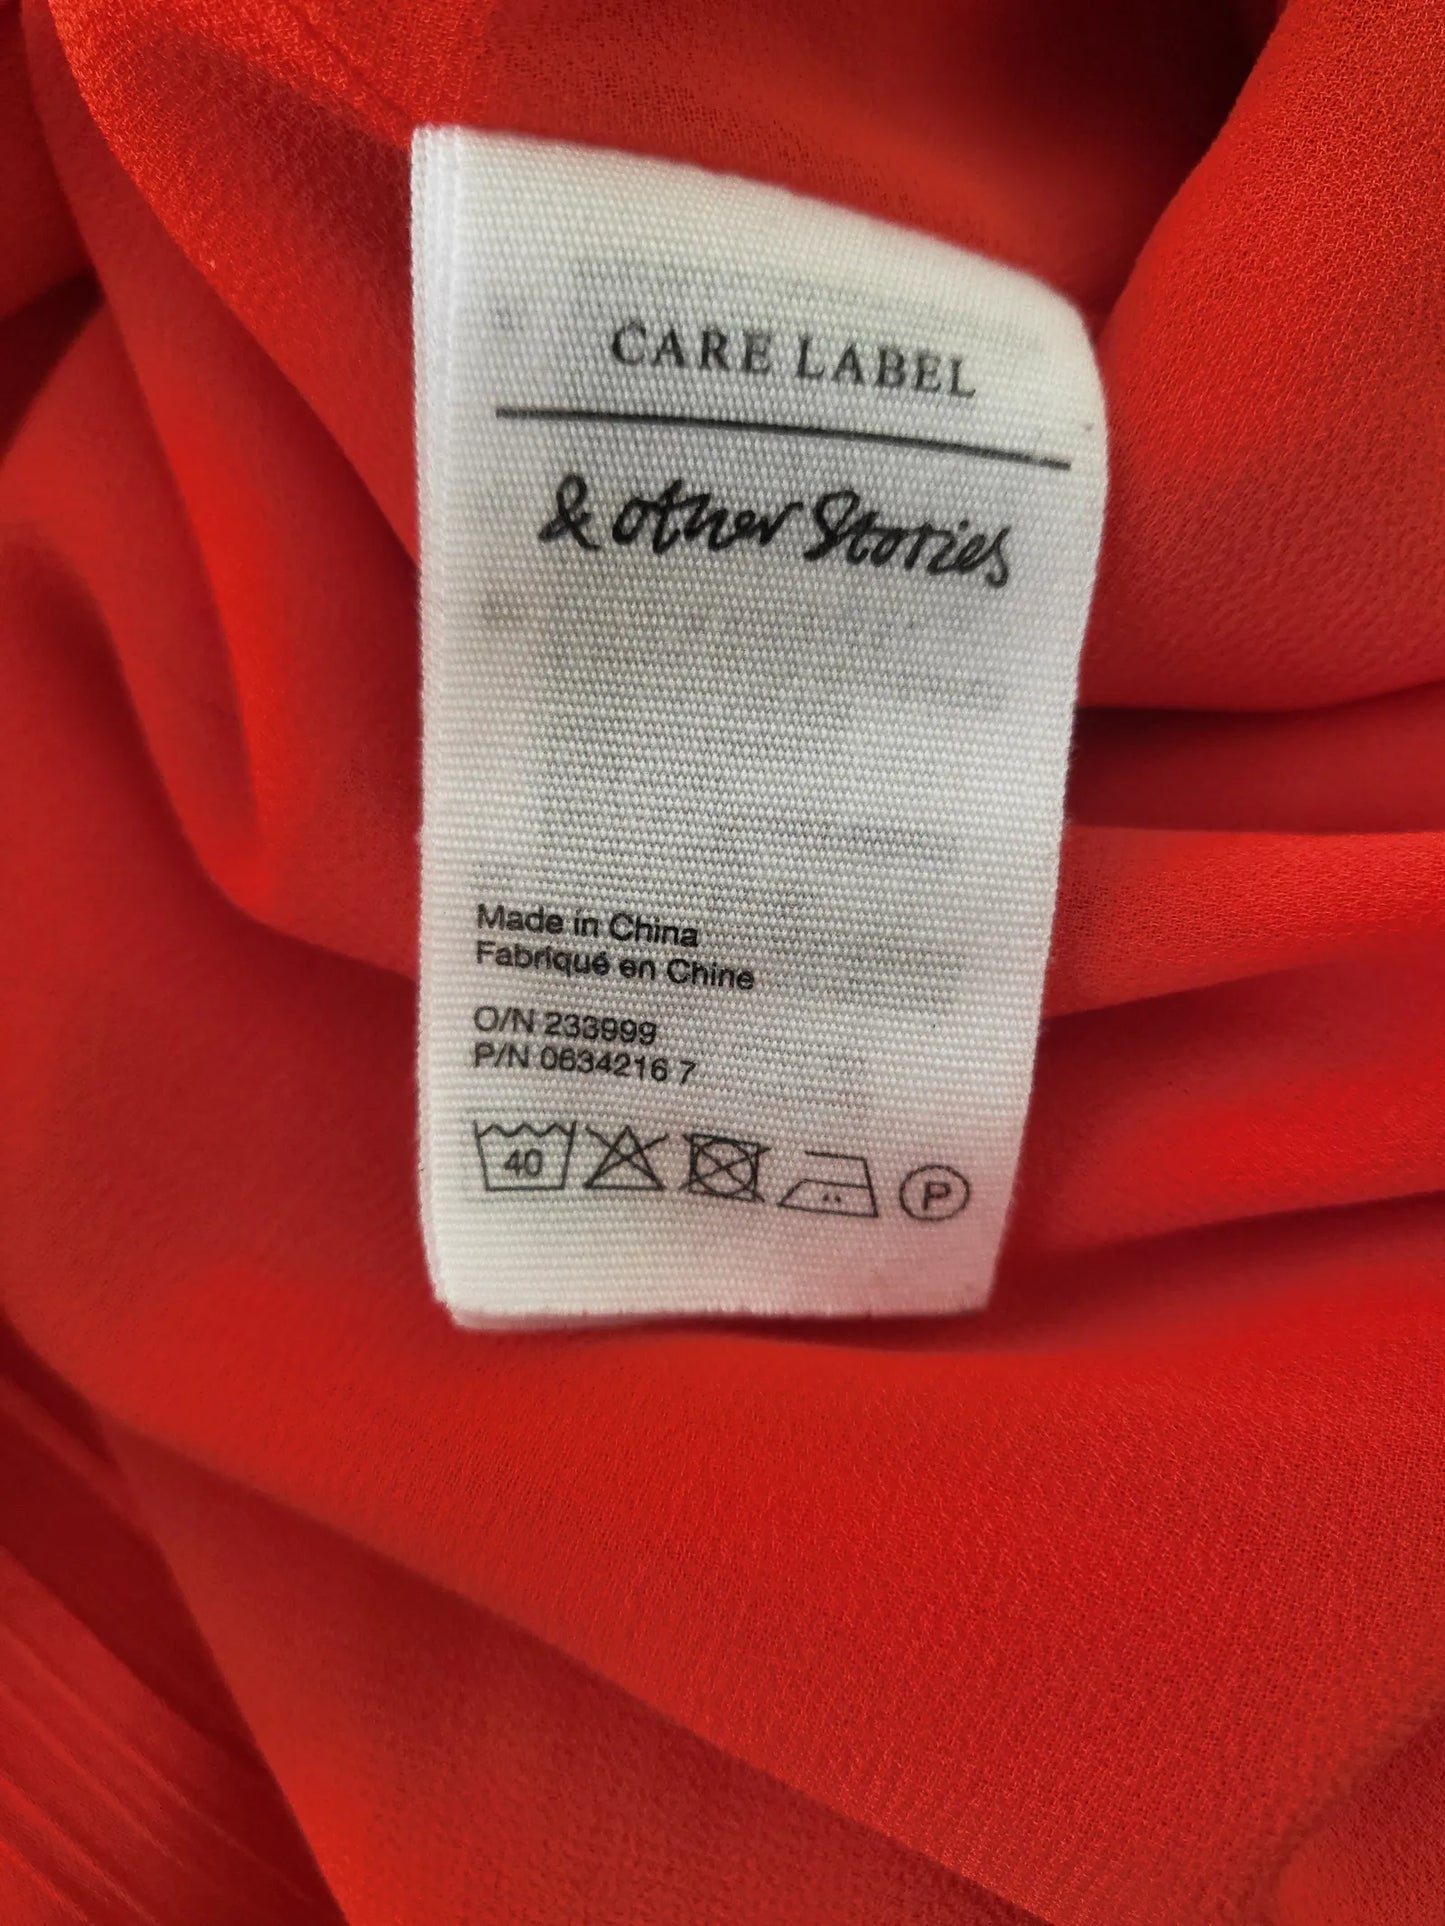 CARE LABEL
& other Stories
Made in China
Fabriqué en Chine
O/N 233999
P/N 0634216 7
40 P